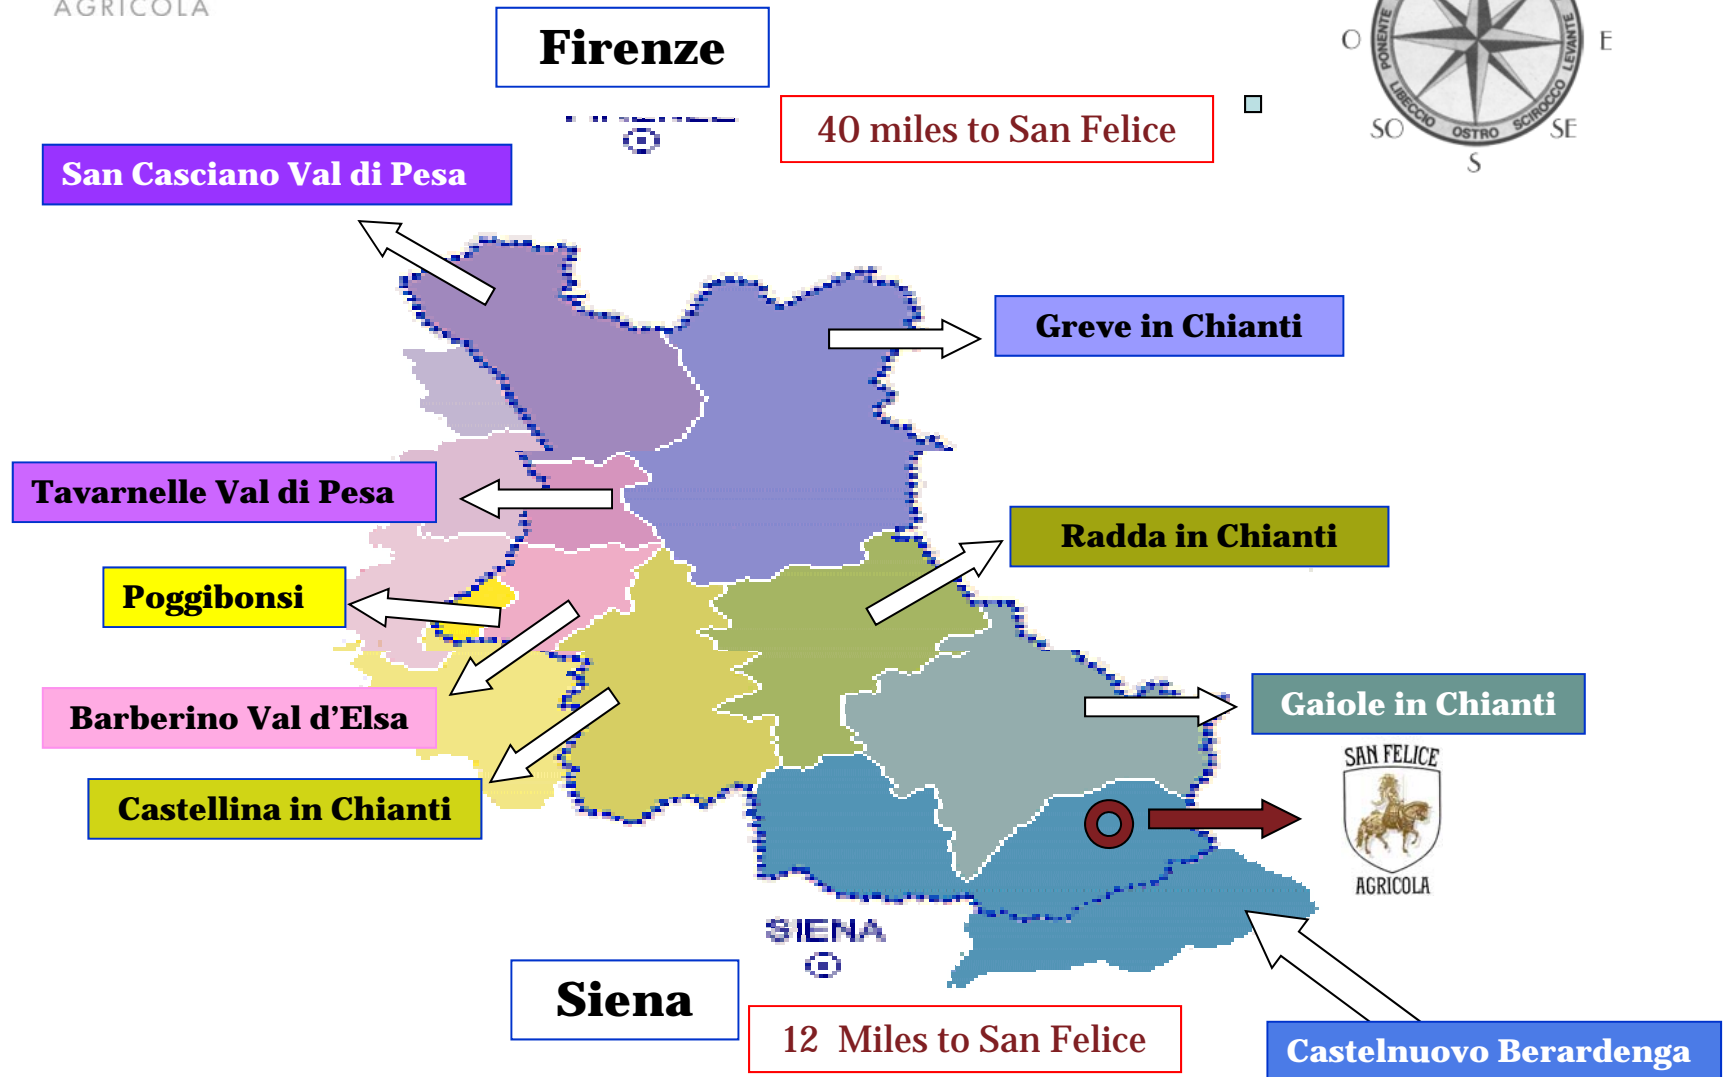 AGRICOLA
Firenze
O
PONENTE
LIBECCIO
OSTRO
SCIROCCO
LEVANTE
E
SO
SE
S
40 miles to San Felice
San Casciano Val di Pesa
Greve in Chianti
Tavarnelle Val di Pesa
Radda in Chianti
Poggibonsi
Barberino Val d’Elsa
Gaiole in Chianti
SAN FELICE
AGRICOLA
Castellina in Chianti
SIENA
Siena
12 Miles to San Felice
Castelnuovo Berardenga